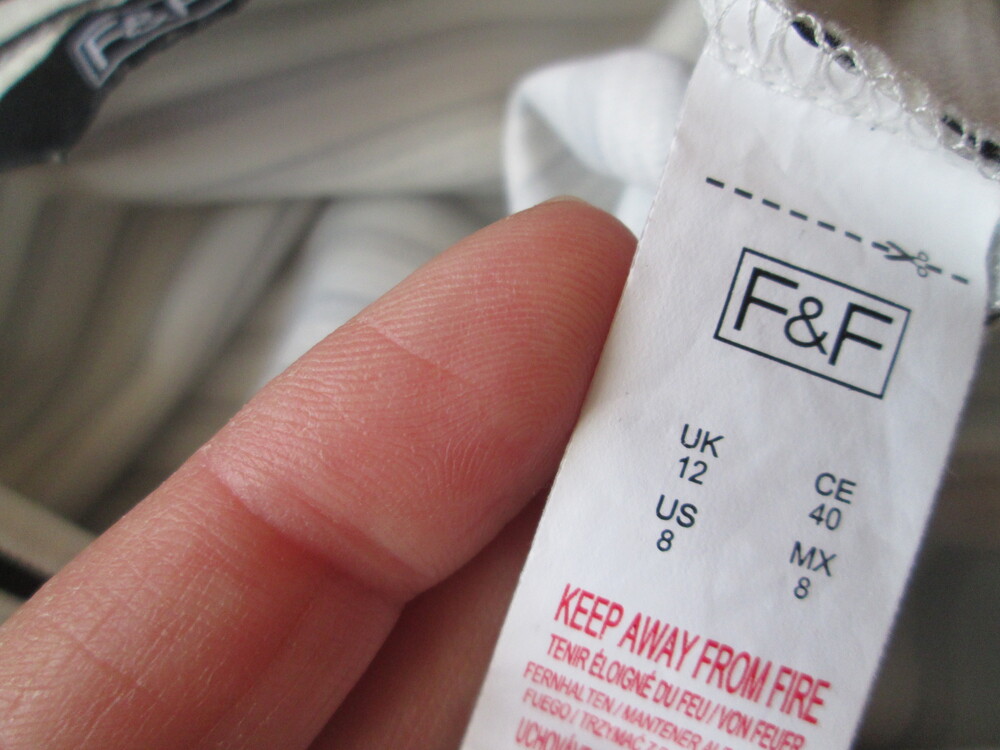 F&F
F&F
UK
12
CE
40
US
8
MX
8
KEEP AWAY FROM FIRE
TENIR ÉLOIGNÉ DU FEU / VON FEUER
FERNHALTEN / MANTENER
FUEGO / TRZYMAĆ Z